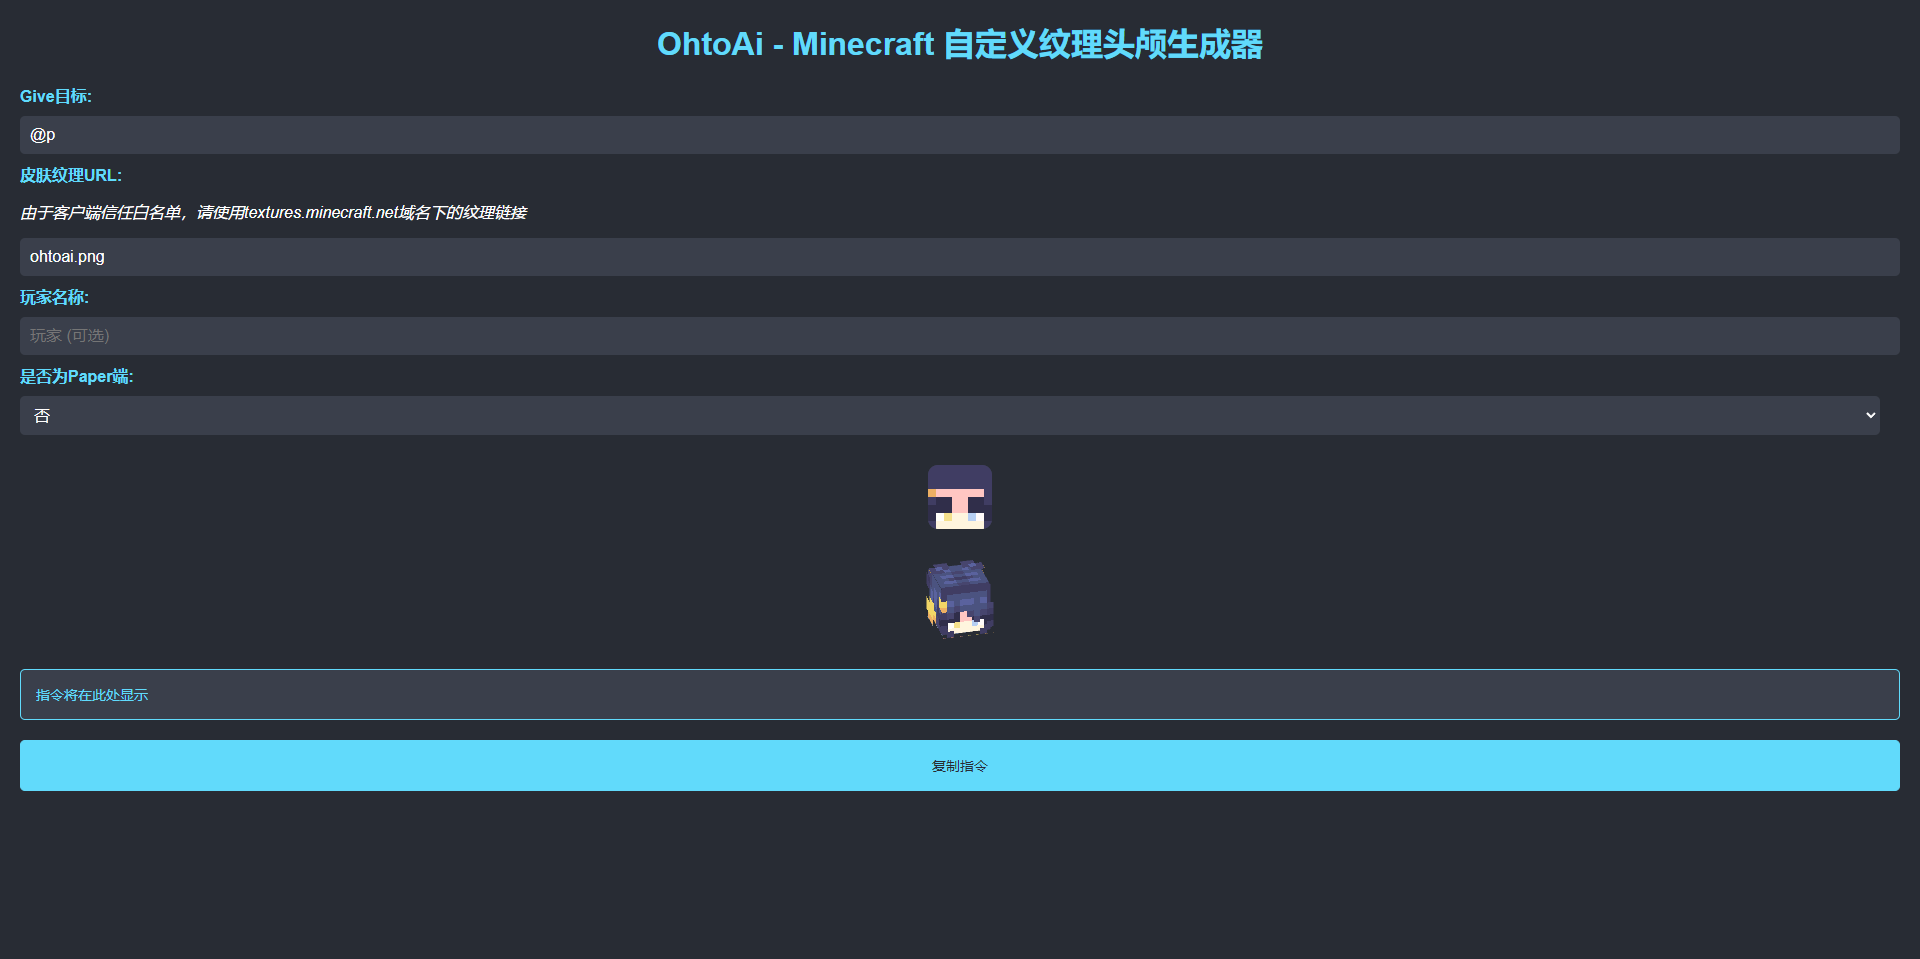 OhtoAi - Minecraft 自定义纹理头颅生成器
Give目标:
@p
皮肤纹理URL:
由于客户端信任白名单，请使用textures.minecraft.net域名下的纹理链接
ohtoai.png
玩家名称:
玩家 (可选)
是否为Paper端:
否
指令将在此处显示
复制指令